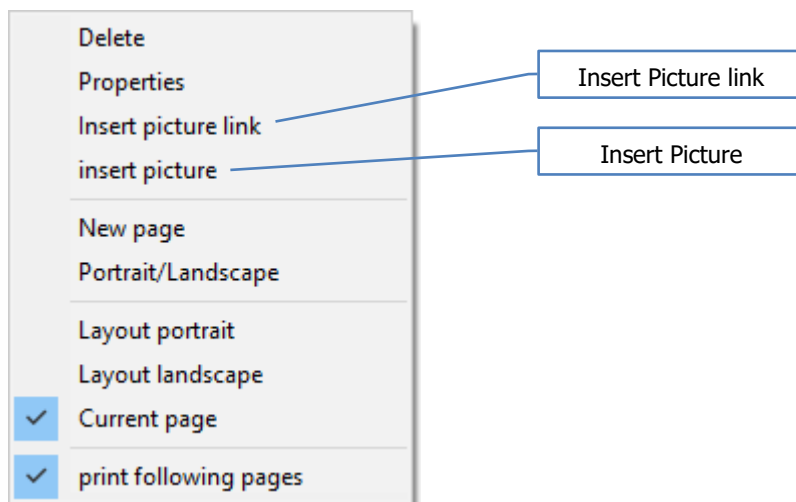 Delete
Properties
Insert picture link
insert picture
New page
Portrait/Landscape
Layout portrait
Layout landscape
Current page
print following pages
Insert Picture link
Insert Picture